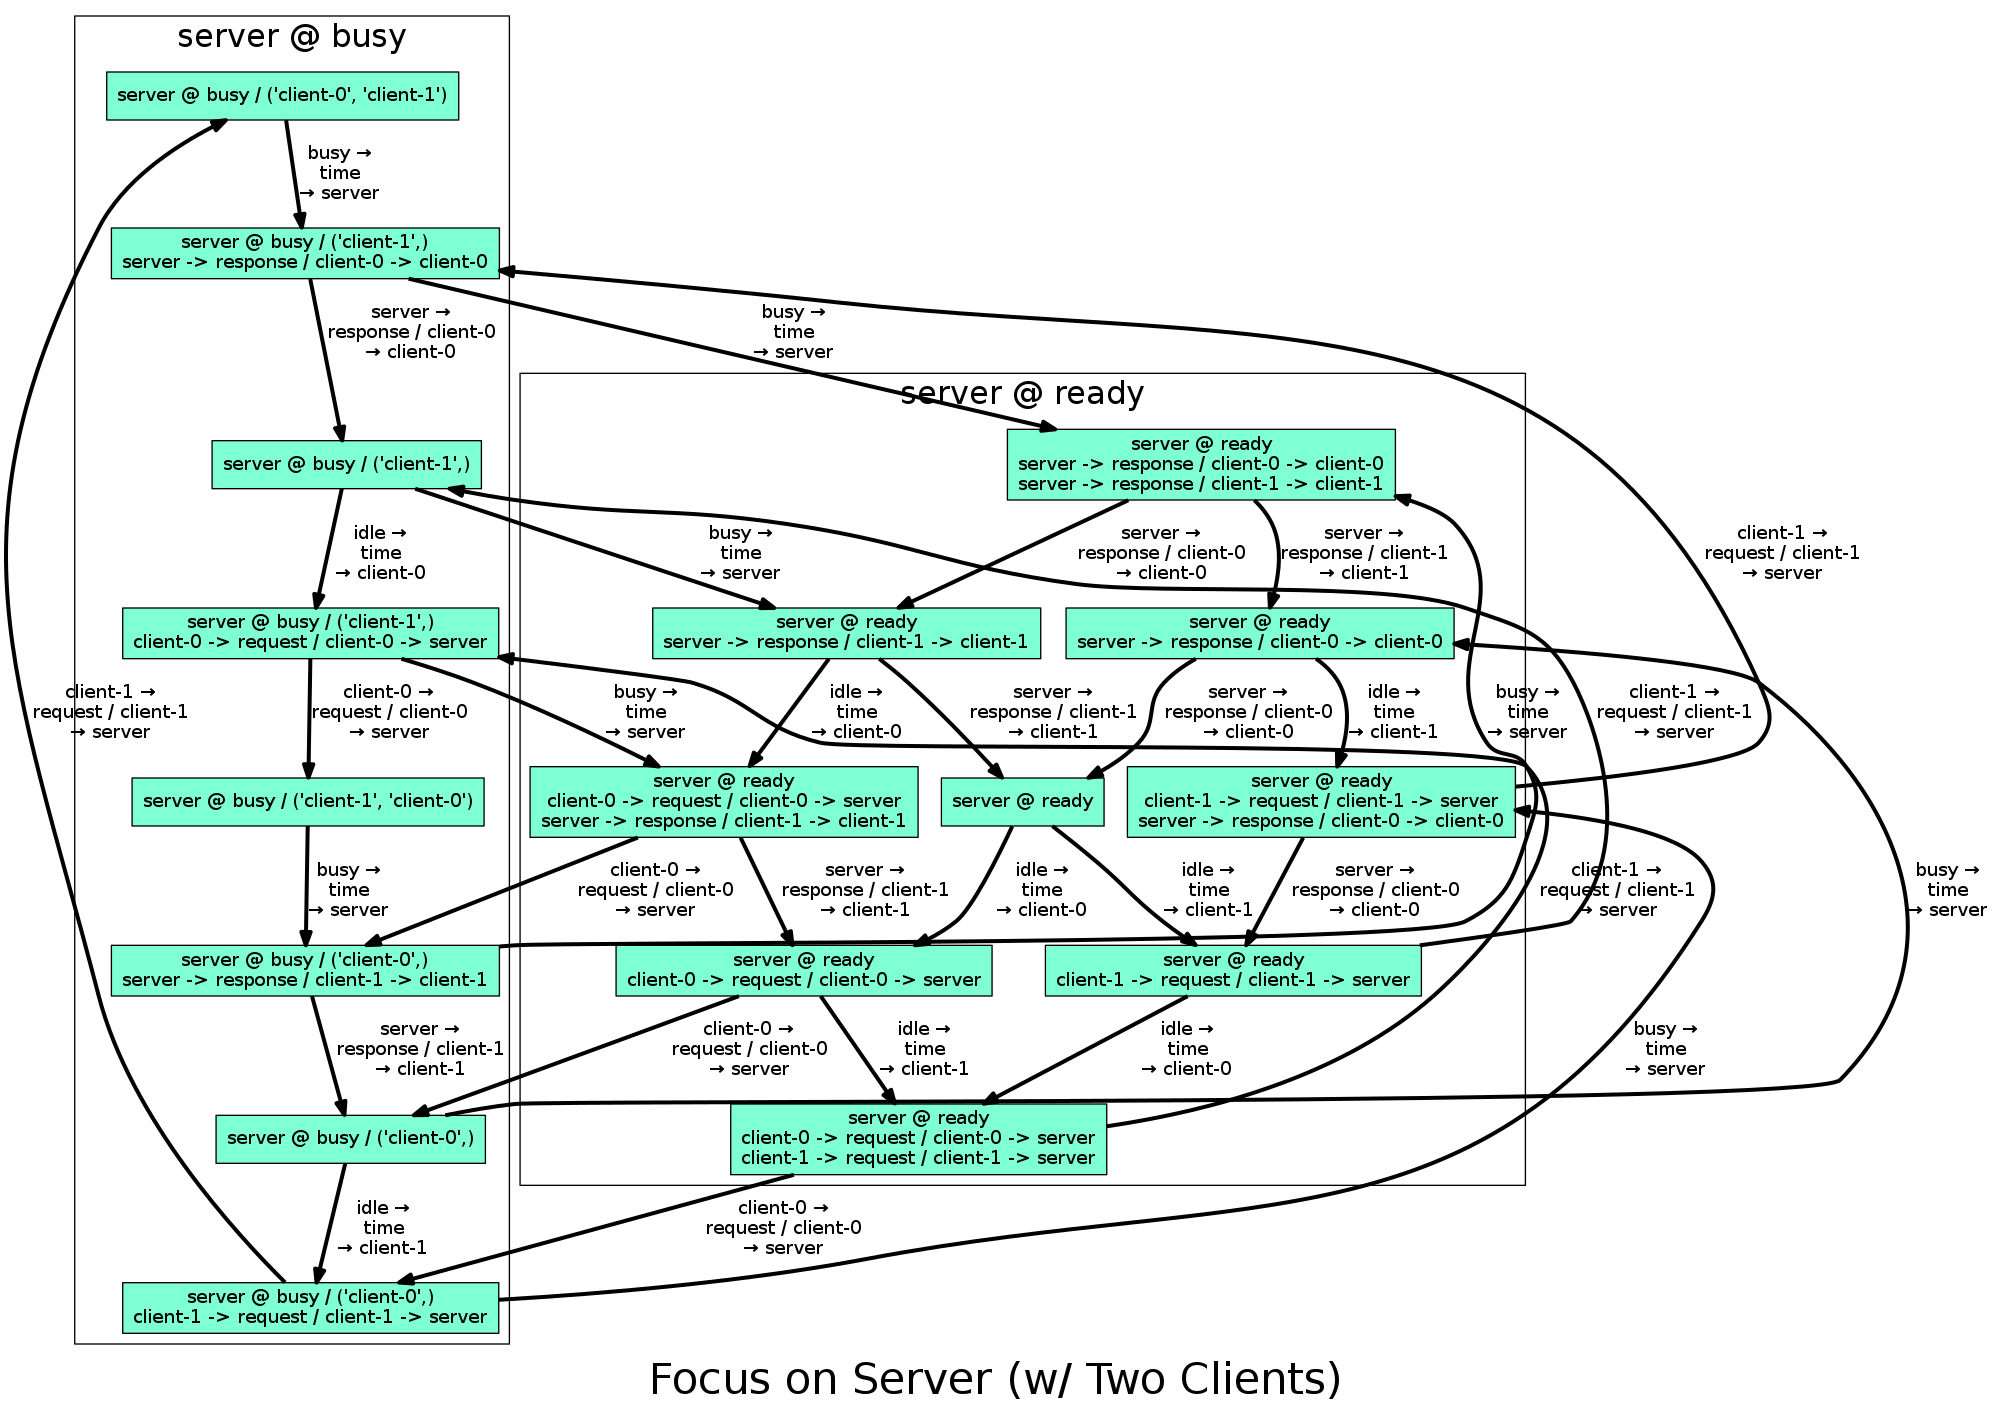 server @ busy
server @ busy / ('client-0', 'client-1')
busy →
time
→ server
server @ busy / ('client-1',)
server -> response / client-0 -> client-0
server →
response / client-0
→ client-0
busy →
time
→ server
server @ ready
server @ ready
server -> response / client-0 -> client-0
server -> response / client-1 -> client-1
server @ busy / ('client-1',)
idle →
time
→ client-0
busy →
time
→ server
server →
response / client-0
→ client-0
server →
response / client-1
→ client-1
client-1 →
request / client-1
→ server
server @ busy / ('client-1',)
client-0 -> request / client-0 -> server
server @ ready
server -> response / client-1 -> client-1
server @ ready
server -> response / client-0 -> client-0
client-1 →
request / client-1
→ server
client-0 →
request / client-0
→ server
busy →
time
→ server
idle →
time
→ client-0
server →
response / client-1
→ client-1
server →
response / client-0
→ client-0
idle →
time
→ client-1
busy →
time
→ server
client-1 →
request / client-1
→ server
server @ busy / ('client-1', 'client-0')
server @ ready
client-0 -> request / client-0 -> server
server -> response / client-1 -> client-1
server @ ready
server @ ready
client-1 -> request / client-1 -> server
server -> response / client-0 -> client-0
busy →
time
→ server
client-0 →
request / client-0
→ server
server →
response / client-1
→ client-1
idle →
time
→ client-0
idle →
time
→ client-1
server →
response / client-0
→ client-0
client-1 →
request / client-1
→ server
busy →
time
→ server
server @ busy / ('client-0',)
server -> response / client-1 -> client-1
server @ ready
client-0 -> request / client-0 -> server
server @ ready
client-1 -> request / client-1 -> server
server →
response / client-1
→ client-1
client-0 →
request / client-0
→ server
idle →
time
→ client-1
idle →
time
→ client-0
busy →
time
→ server
server @ busy / ('client-0',)
server @ ready
client-0 -> request / client-0 -> server
client-1 -> request / client-1 -> server
idle →
time
→ client-1
client-0 →
request / client-0
→ server
server @ busy / ('client-0',)
client-1 -> request / client-1 -> server
Focus on Server (w/ Two Clients)